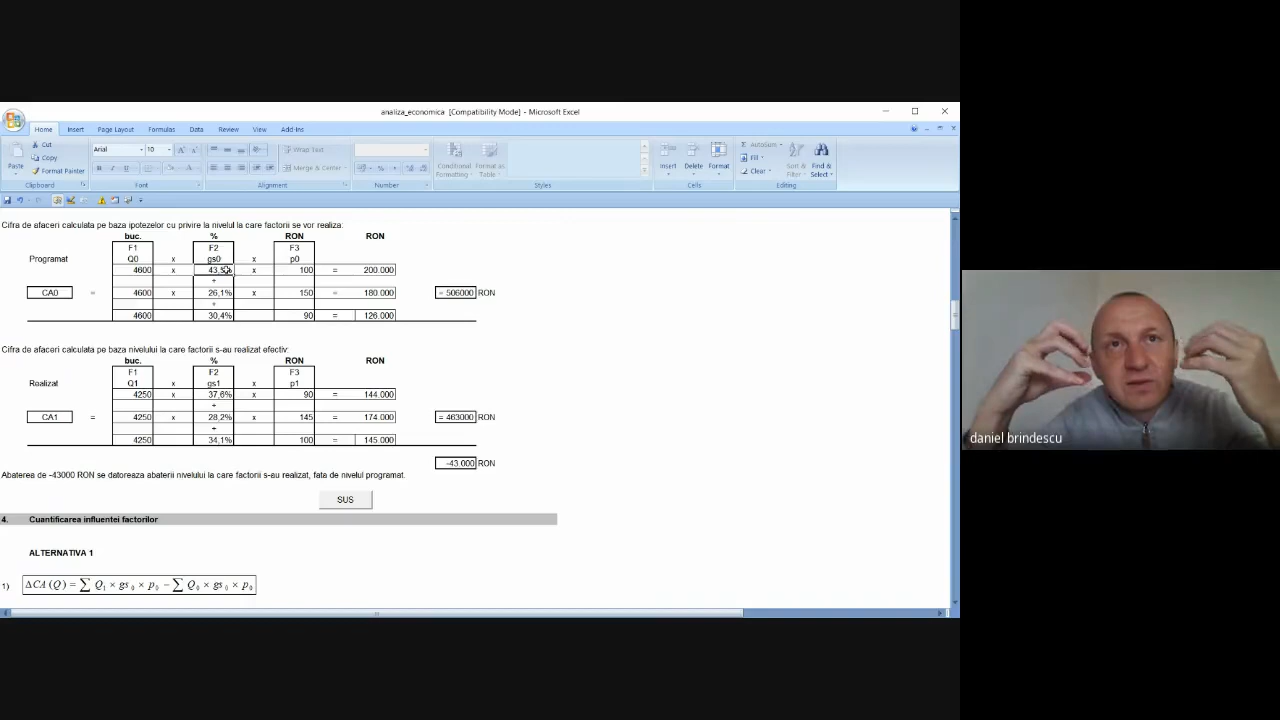 analiza_economica [Compatibility Mode] - Microsoft Excel
Home Insert Page Layout Formulas Data Review View Add-Ins
Paste Cut Copy Format Painter Arial 10 Wrap Text Merge & Center Conditional Formatting Format as Table Insert Delete Format AutoSum Fill Clear Sort & Filter Find & Select
Clipboard Font Alignment Number Styles Cells Editing
Cifra de afaceri calculata pe baza ipotezelor cu privire la nivelul la care factorii se vor realiza:
buc. % RON RON
F1 F2 F3
Programat Q0 x gs0 x p0
4600 x 43,5% x 100 = 200.000
+
CA0 = 4600 x 26,1% x 150 = 180.000 = 506000 RON
+
4600 x 30,4% x 90 = 126.000
Cifra de afaceri calculata pe baza nivelului la care factorii s-au realizat efectiv:
buc. % RON RON
F1 F2 F3
Realizat Q1 x gs1 x p1
4250 x 37,6% x 90 = 144.000
+
CA1 = 4250 x 28,2% x 145 = 174.000 = 463000 RON
+
4250 x 34,1% x 100 = 145.000
-43.000 RON
Abaterea de -43000 RON se datoreaza abaterii nivelului la care factorii s-au realizat, fata de nivelul programat.
SUS
4. Cuantificarea influentei factorilor
ALTERNATIVA 1
1) ΔCA (Q) = ∑ Q₁ × gs₀ × p₀ − ∑ Q₀ × gs₀ × p₀
daniel brindescu